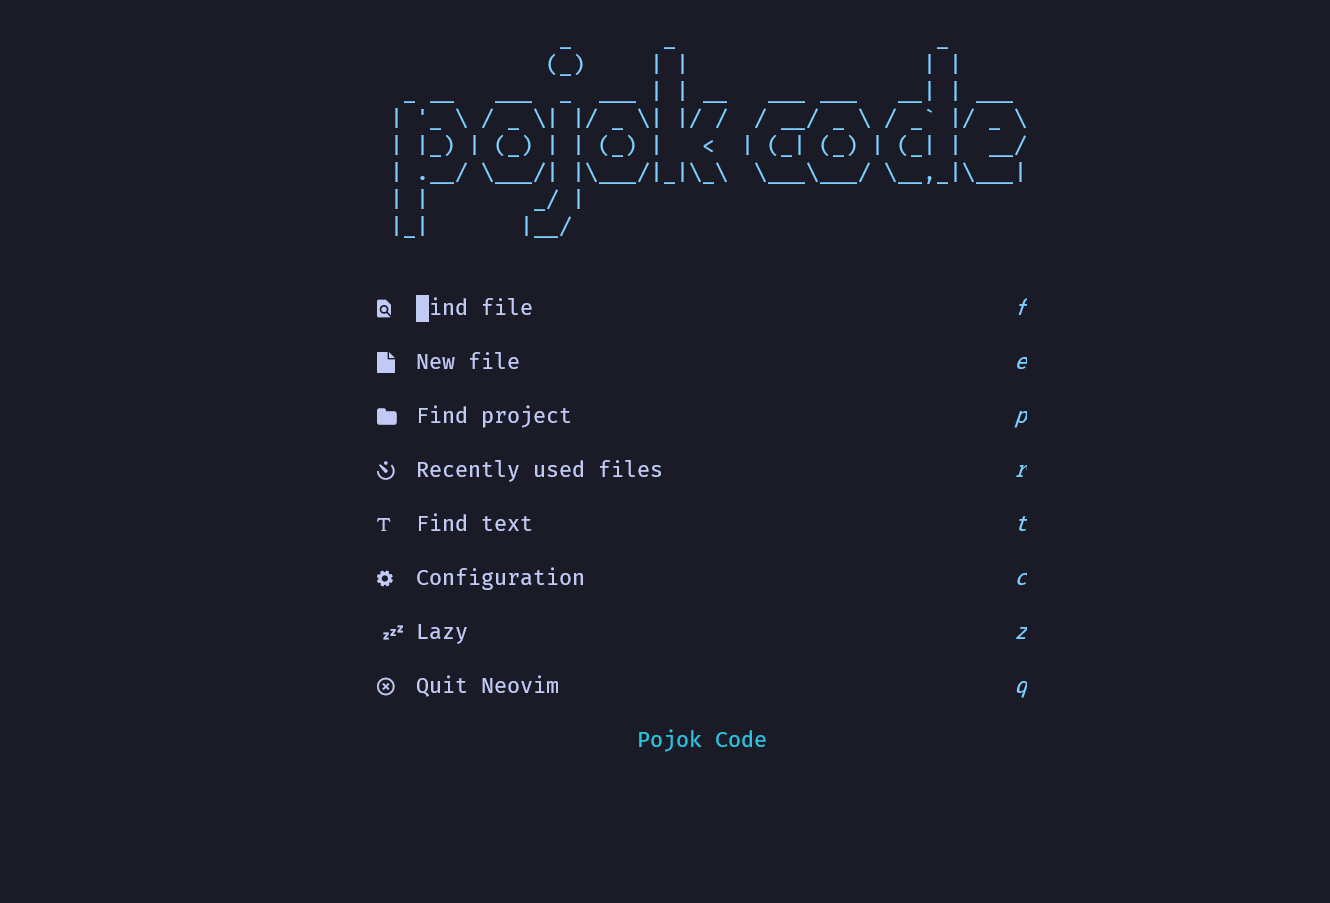 pojok code
Find file f
New file e
Find project p
Recently used files r
Find text t
Configuration c
zzz Lazy z
Quit Neovim q
Pojok Code